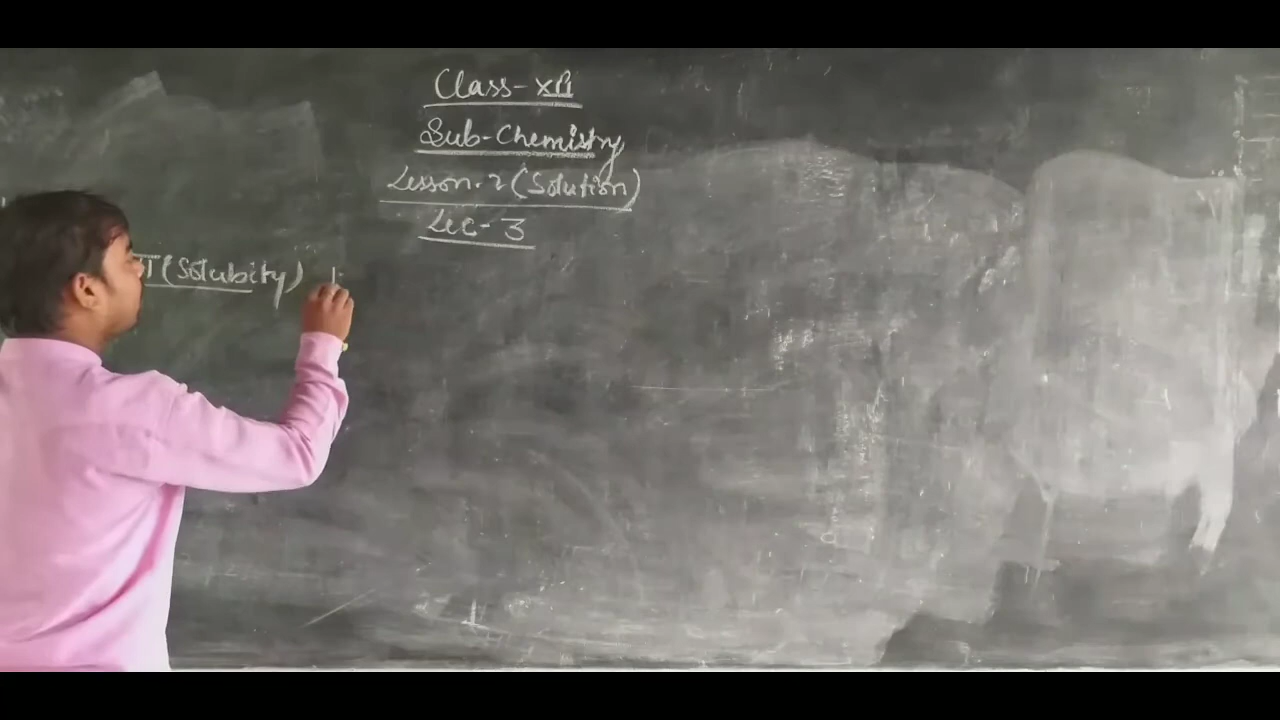 Class-XII
Sub-Chemistry
Lesson-2 (Solution)
Lec-3
(Solubity)